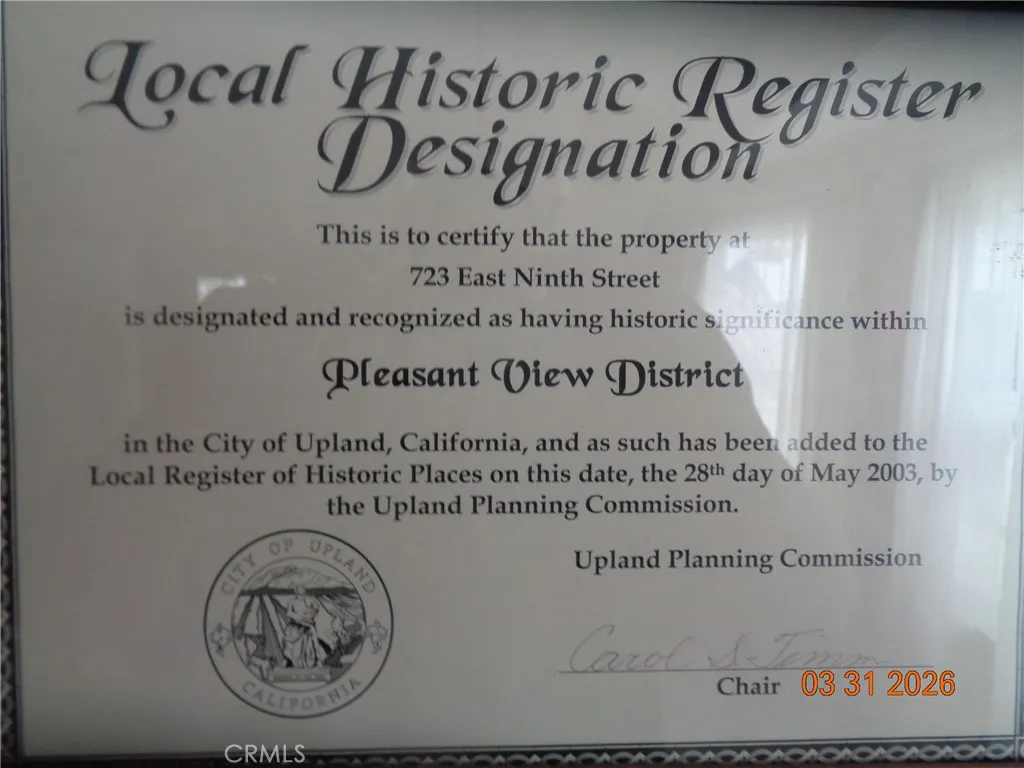 Local Historic Register
Designation
This is to certify that the property at
723 East Ninth Street
is designated and recognized as having historic significance within
Pleasant View District
in the City of Upland, California, and as such has been added to the
Local Register of Historic Places on this date, the 28th day of May 2003, by
the Upland Planning Commission.
CITY OF UPLAND
CALIFORNIA
Upland Planning Commission
Carol S. Timm
Chair
03 31 2026
CRMLS